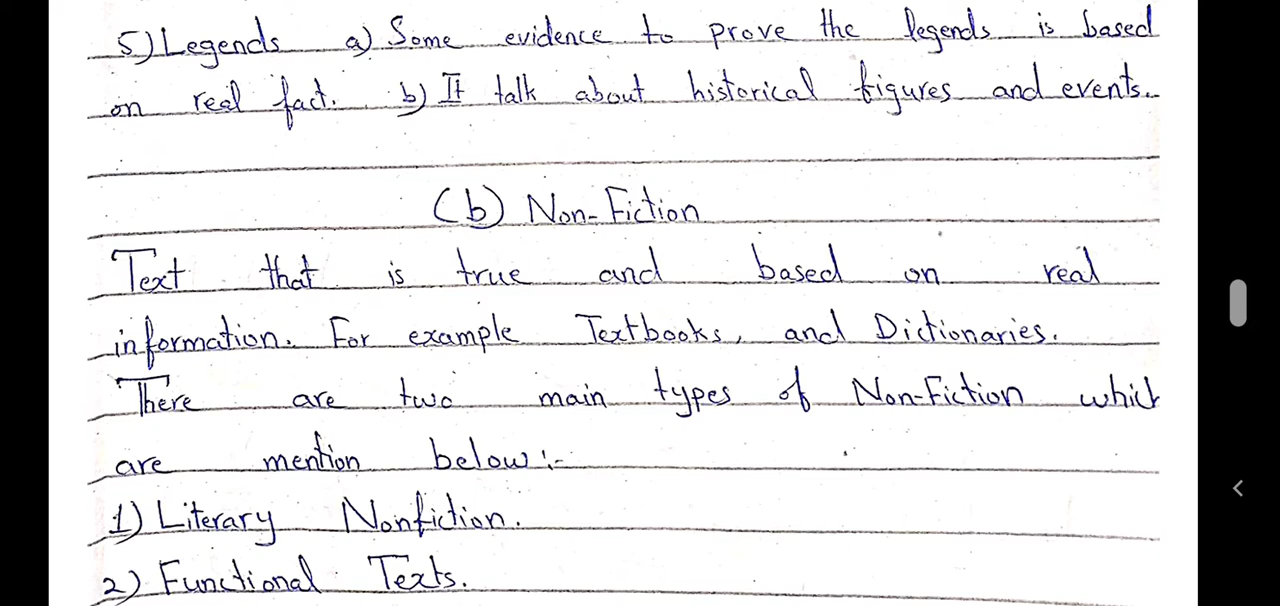 5) Legends a) Some evidence to prove the legends is based
on real fact. b) It talk about historical figures and events.
(b) Non-Fiction
Text that is true and based on real
information. For example Textbooks, and Dictionaries.
There are two main types of Non-Fiction which
are mention below:-
1) Literary Nonfiction.
2) Functional Texts.